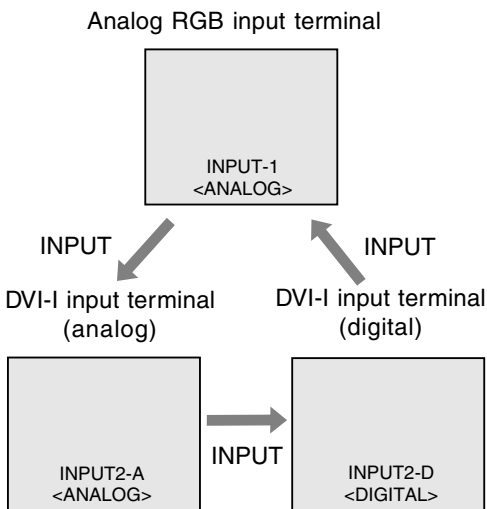 Analog RGB input terminal
INPUT-1
<ANALOG>
INPUT
INPUT
DVI-I input terminal
(analog)
DVI-I input terminal
(digital)
INPUT2-A
<ANALOG>
INPUT
INPUT2-D
<DIGITAL>